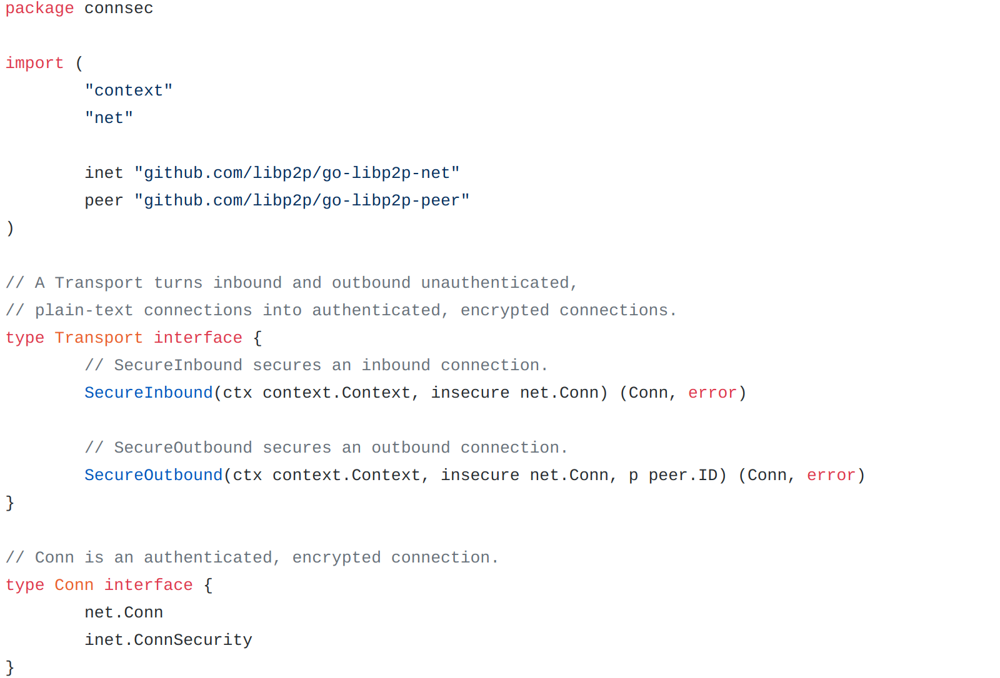 package connsec
import (
"context"
"net"
inet "github.com/libp2p/go-libp2p-net"
peer "github.com/libp2p/go-libp2p-peer"
)
// A Transport turns inbound and outbound unauthenticated,
// plain-text connections into authenticated, encrypted connections.
type Transport interface {
// SecureInbound secures an inbound connection.
SecureInbound(ctx context.Context, insecure net.Conn) (Conn, error)
// SecureOutbound secures an outbound connection.
SecureOutbound(ctx context.Context, insecure net.Conn, p peer.ID) (Conn, error)
}
// Conn is an authenticated, encrypted connection.
type Conn interface {
net.Conn
inet.ConnSecurity
}